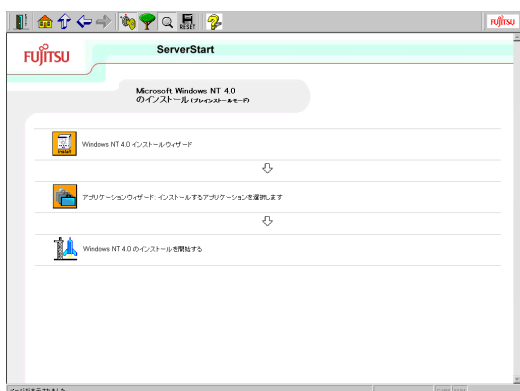 RESET
FUJITSU
FUJITSU
ServerStart
Microsoft Windows NT 4.0
のインストール (プレインストールモード)
Install
Windows NT 4.0 インストールウィザード
アプリケーションウィザード: インストールするアプリケーションを選択します
Windows NT 4.0 のインストールを開始する